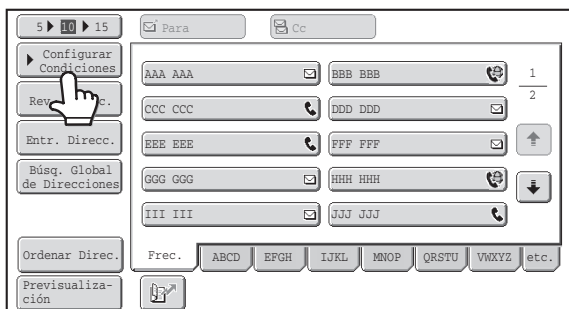 5 10 15
Para
Cc
Configurar
Condiciones
AAA AAA
BBB BBB
1
2
CCC CCC
DDD DDD
Entr. Direcc.
EEE EEE
FFF FFF
Búsq. Global
de Direcciones
GGG GGG
HHH HHH
III III
JJJ JJJ
Ordenar Direc.
Frec.
ABCD
EFGH
IJKL
MNOP
QRSTU
VWXYZ
etc.
Previsualiza-
ción